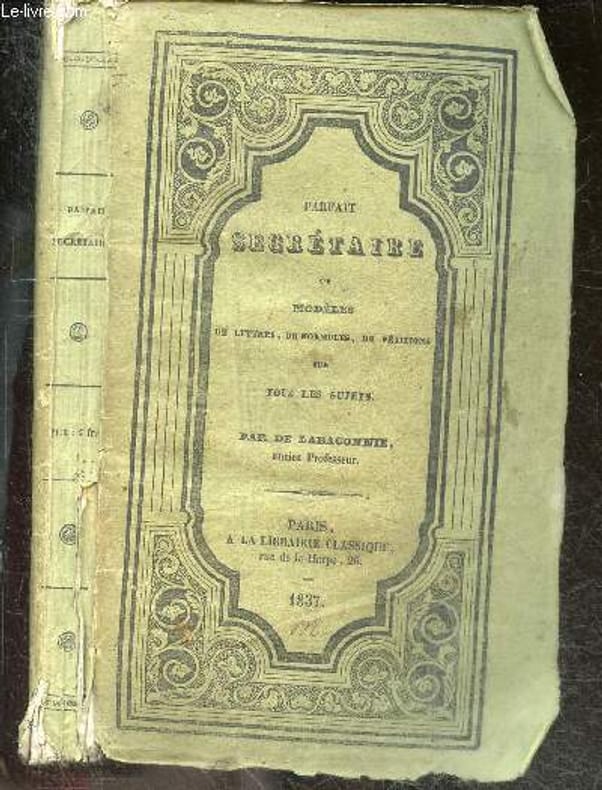 Le-livre.com
PARFAIT
SECRÉTAIRE
PARFAIT
SECRÉTAIRE
OU
MODÈLES
DE LETTRES, DE FORMULES, DE PÉTITIONS
SUR
TOUS LES SUJETS.
PAR DE LABACONNIE,
ancien Professeur.
PARIS,
A LA LIBRAIRIE CLASSIQUE,
rue de la Harpe, 26.
1837.